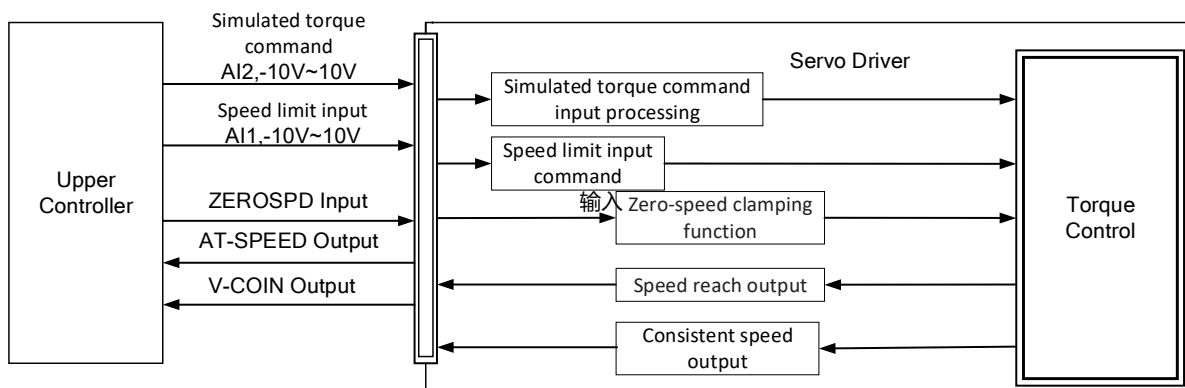 Simulated torque
command
AI2,-10V~10V
Speed limit input
AI1,-10V~10V
Upper
Controller
ZEROSPD Input
AT-SPEED Output
V-COIN Output
Servo Driver
Simulated torque command
input processing
Speed limit input
command
输入
Zero-speed clamping
function
Speed reach output
Consistent speed
output
Torque
Control